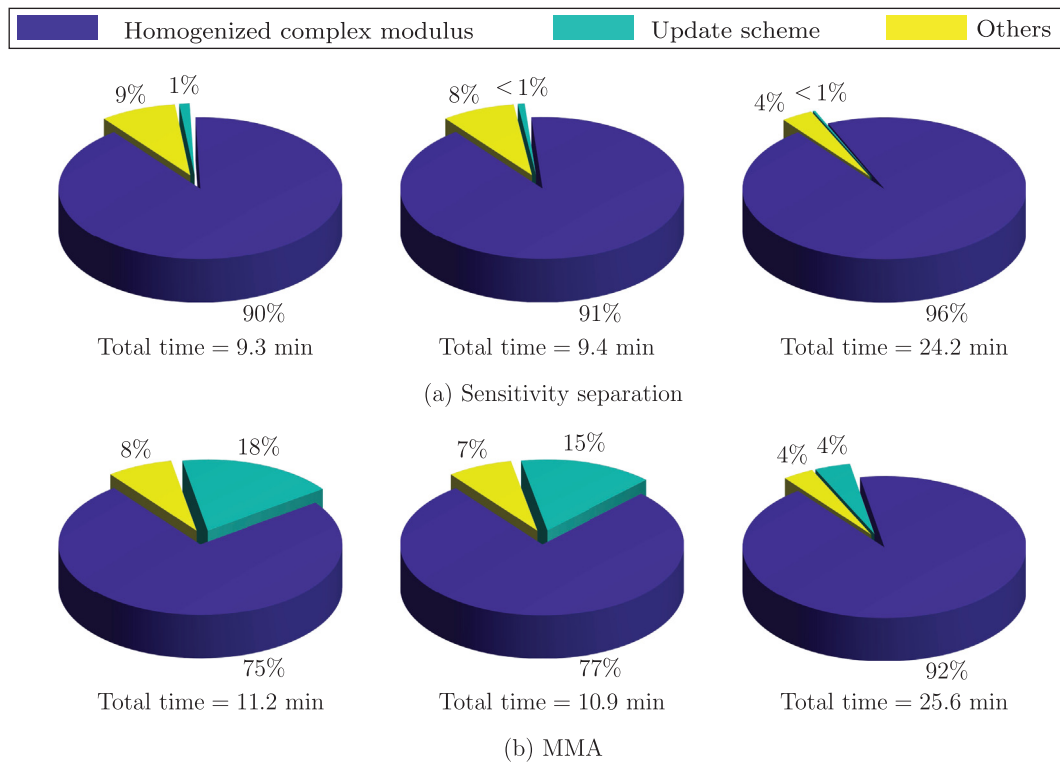 Homogenized complex modulus Update scheme Others
9% 1% 8% < 1% 4% < 1%
90% 91% 96%
Total time = 9.3 min Total time = 9.4 min Total time = 24.2 min
(a) Sensitivity separation
8% 18% 7% 15% 4% 4%
75% 77% 92%
Total time = 11.2 min Total time = 10.9 min Total time = 25.6 min
(b) MMA